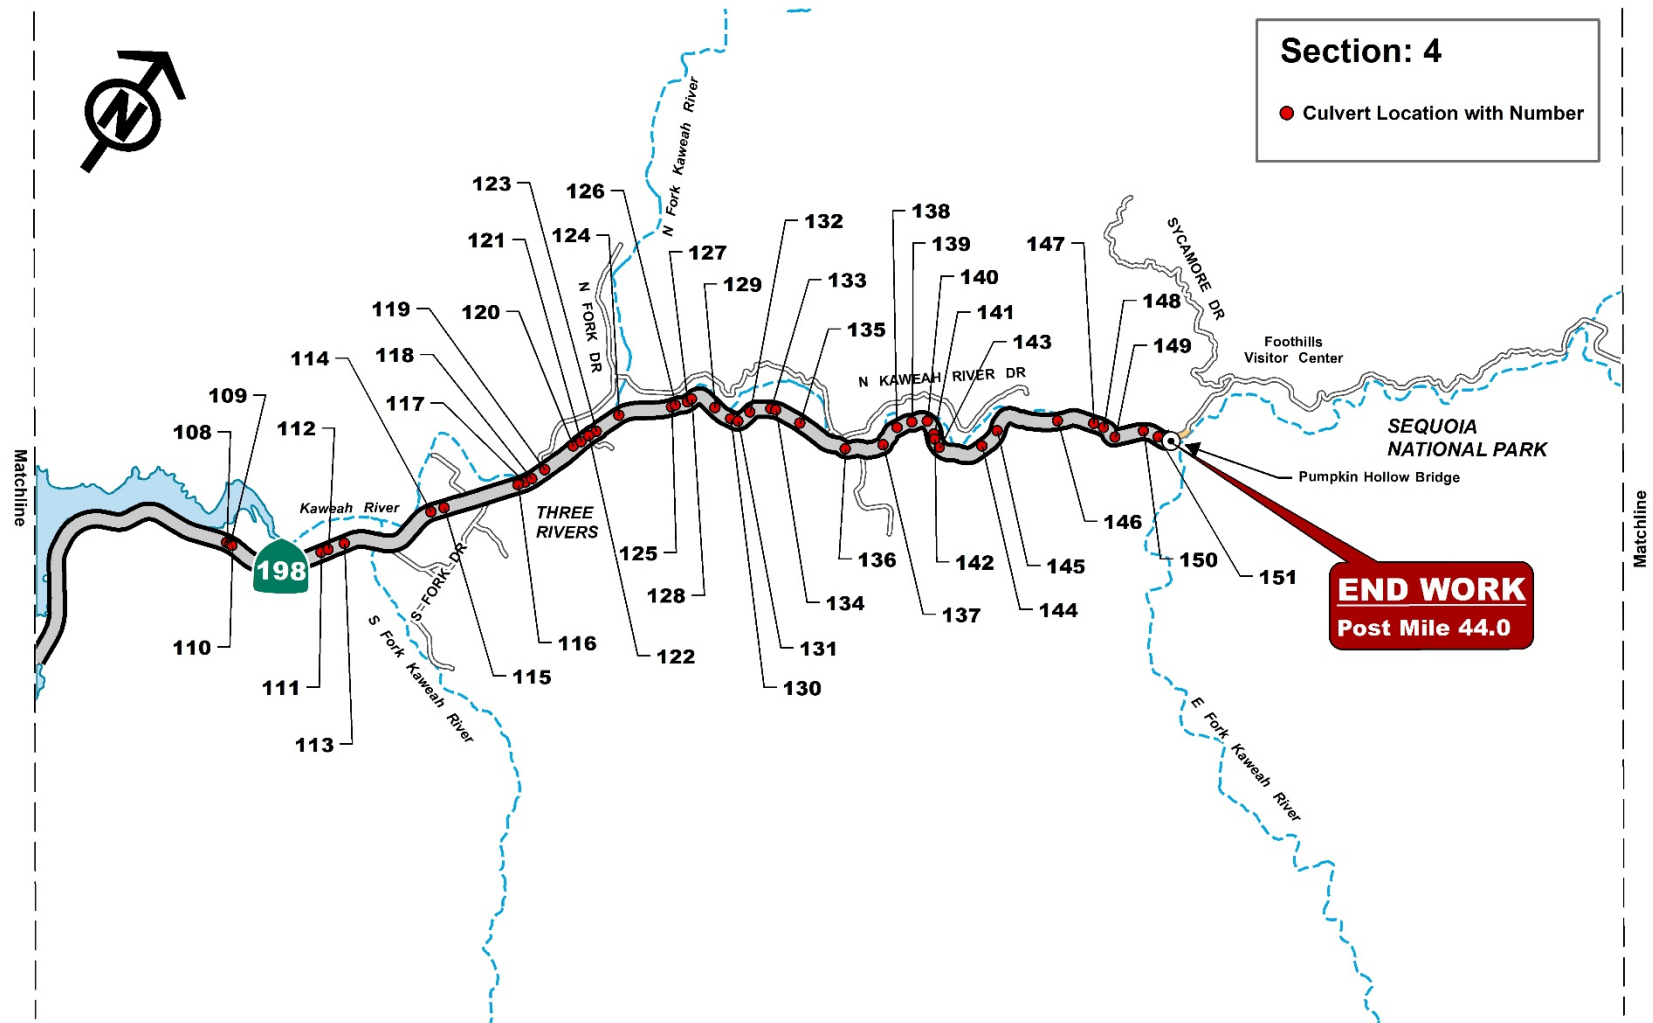 Section: 4
Culvert Location with Number
N
Matchline
Matchline
N Fork Kaweah River
N FORK DR
SYCAMORE DR
Foothills
Visitor Center
N KAWEAH RIVER DR
SEQUOIA
NATIONAL PARK
Pumpkin Hollow Bridge
Kaweah River
THREE
RIVERS
198
S FORK DR
S Fork Kaweah River
E Fork Kaweah River
END WORK
Post Mile 44.0
108
109
110
111
112
113
114
115
116
117
118
119
120
121
122
123
124
125
126
127
128
129
130
131
132
133
134
135
136
137
138
139
140
141
142
143
144
145
146
147
148
149
150
151